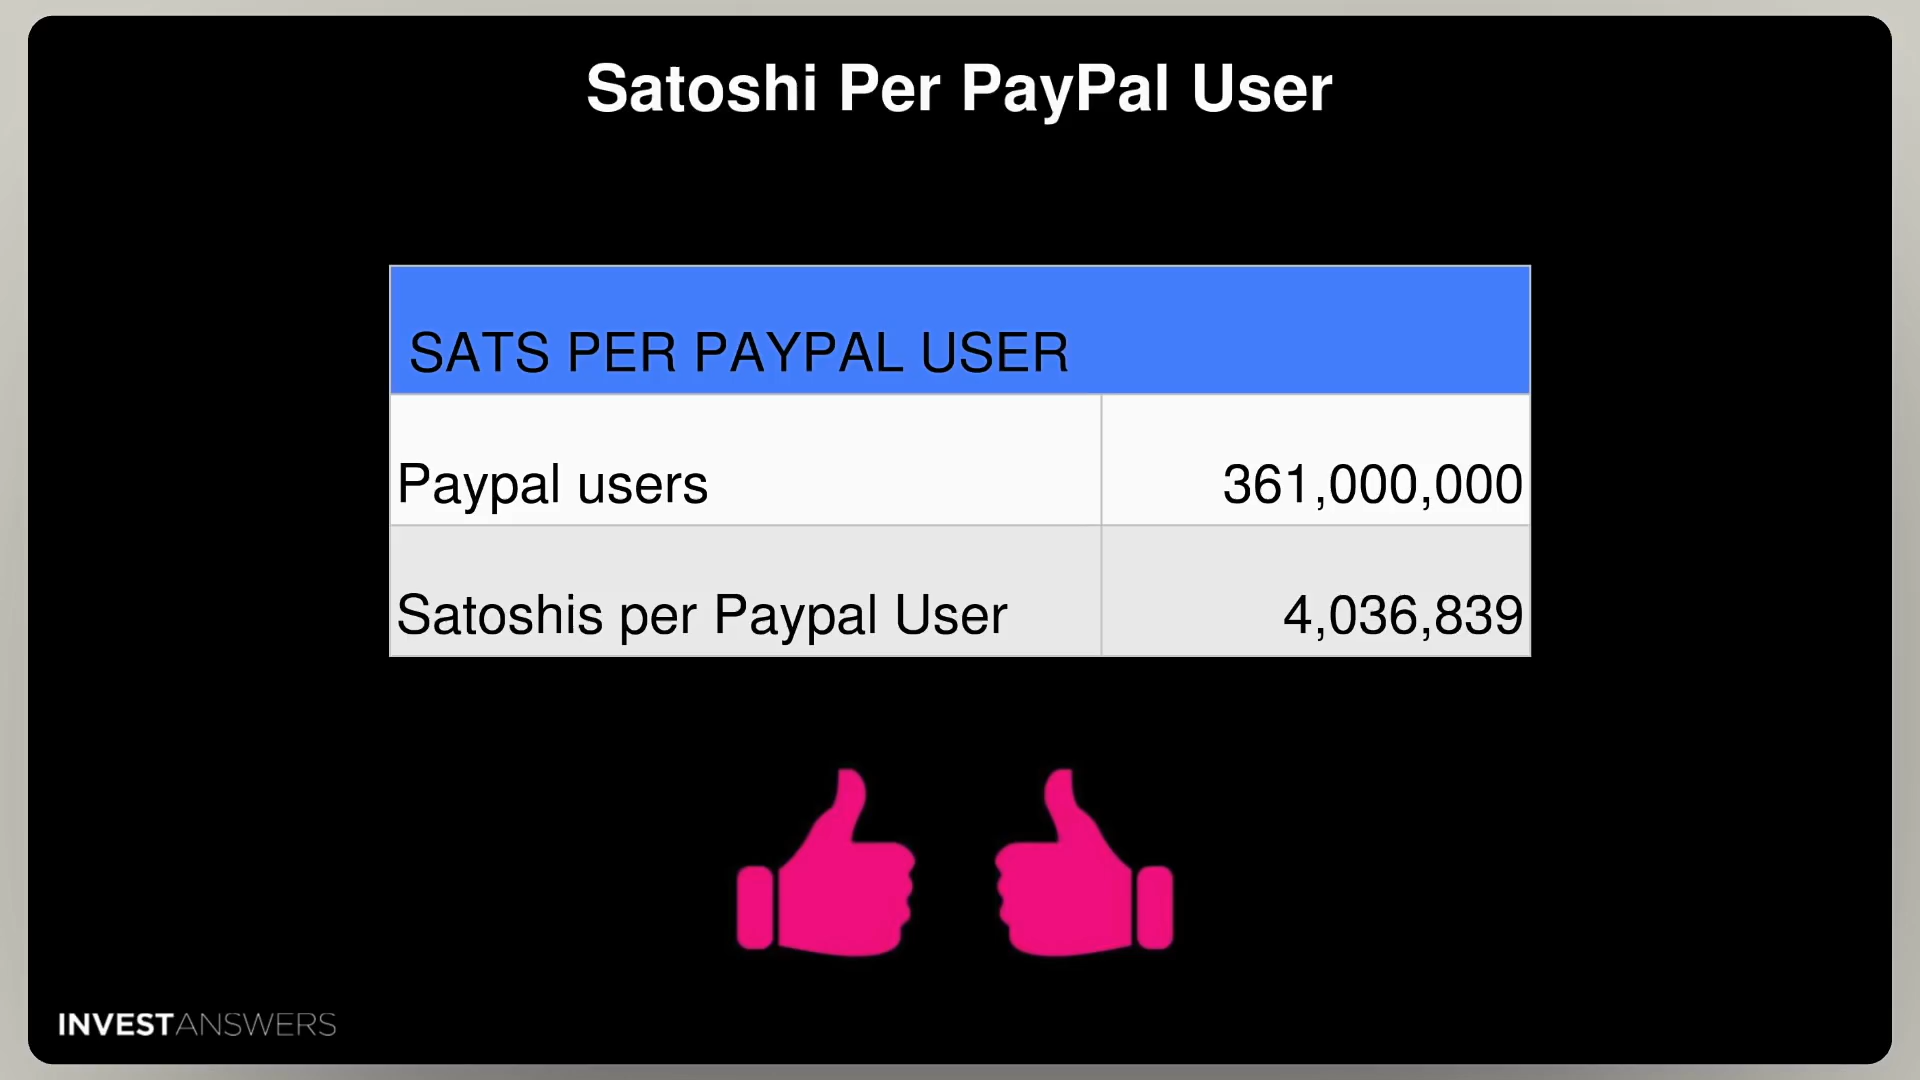 Satoshi Per PayPal User
SATS PER PAYPAL USER
Paypal users 361,000,000
Satoshis per Paypal User 4,036,839
INVESTANSWERS